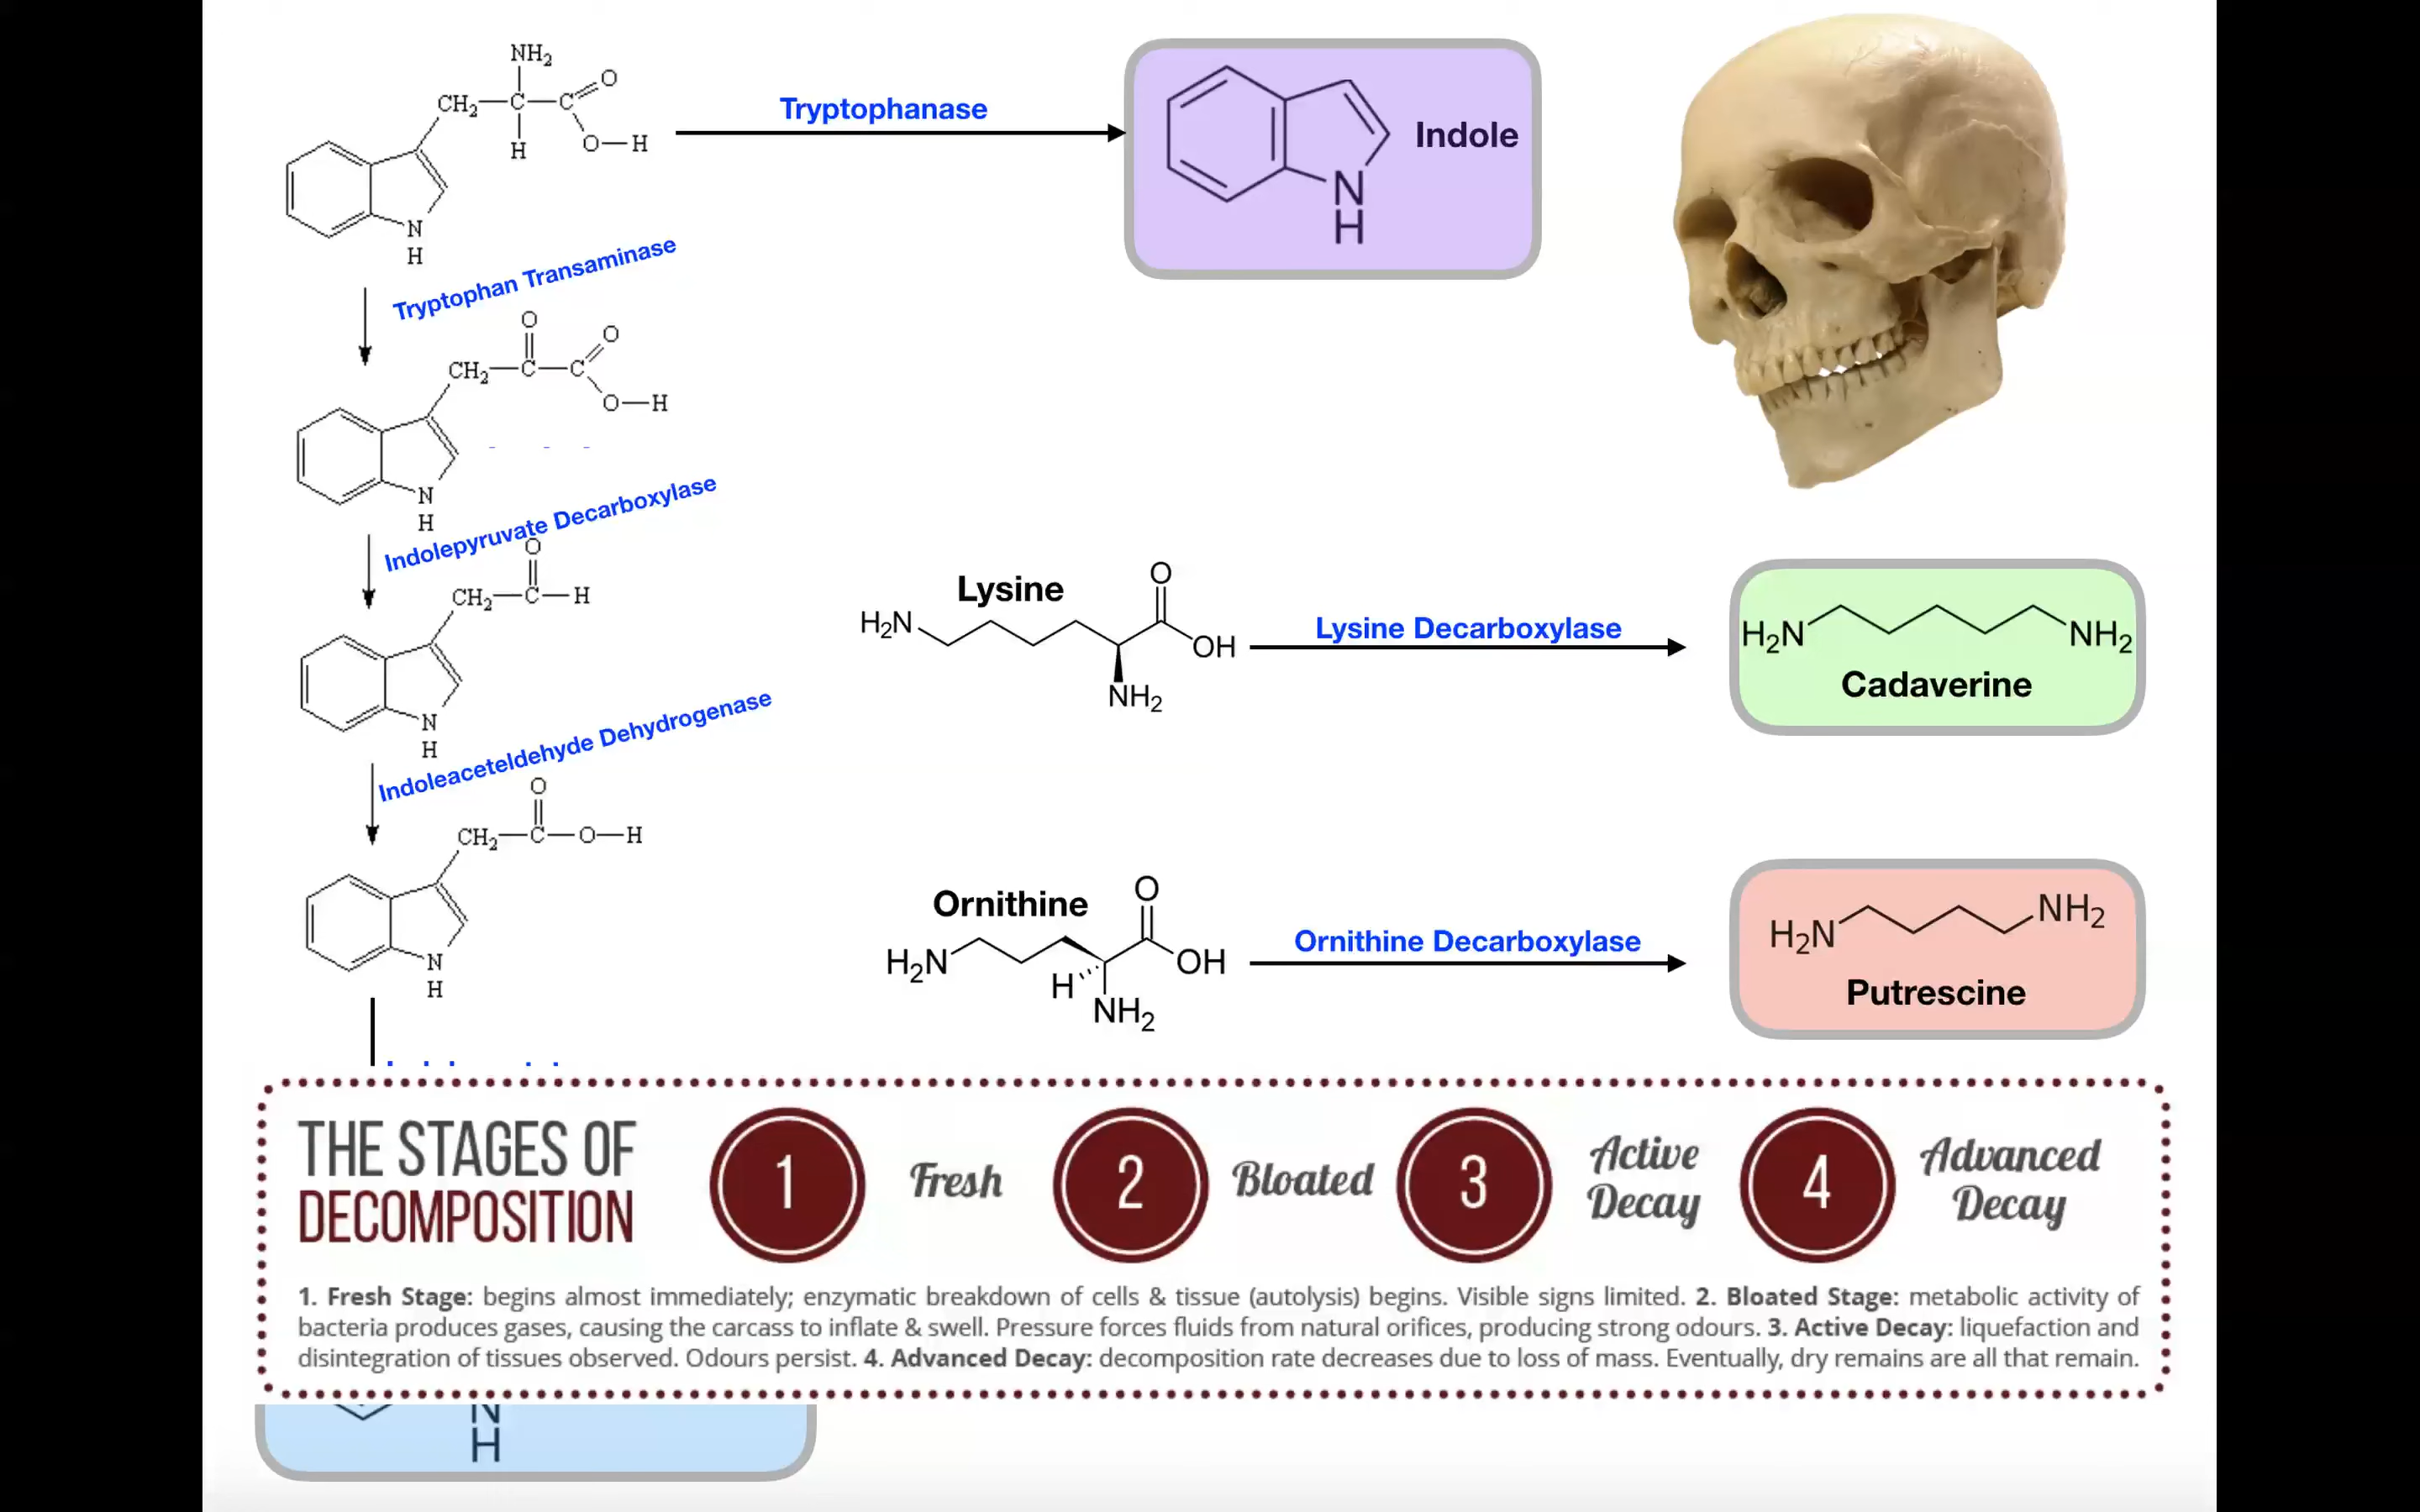 NH2
CH2 C C O
H O H
N
H
Tryptophanase
Indole
N
H
Tryptophan Transaminase
O O
CH2 C C
O H
N
H
Indolepyruvate Decarboxylase
O
CH2 C H
N
H
Indoleaceteldehyde Dehydrogenase
O
CH2 C O H
N
H
Lysine
O
H2N
OH
NH2
Lysine Decarboxylase
H2N NH2
Cadaverine
Ornithine
O
H2N OH
H
NH2
Ornithine Decarboxylase
H2N NH2
Putrescine
THE STAGES OF
DECOMPOSITION
1 Fresh
2 Bloated
3 Active
Decay
4 Advanced
Decay
1. Fresh Stage: begins almost immediately; enzymatic breakdown of cells & tissue (autolysis) begins. Visible signs limited. 2. Bloated Stage: metabolic activity of
bacteria produces gases, causing the carcass to inflate & swell. Pressure forces fluids from natural orifices, producing strong odours. 3. Active Decay: liquefaction and
disintegration of tissues observed. Odours persist. 4. Advanced Decay: decomposition rate decreases due to loss of mass. Eventually, dry remains are all that remain.
N
H